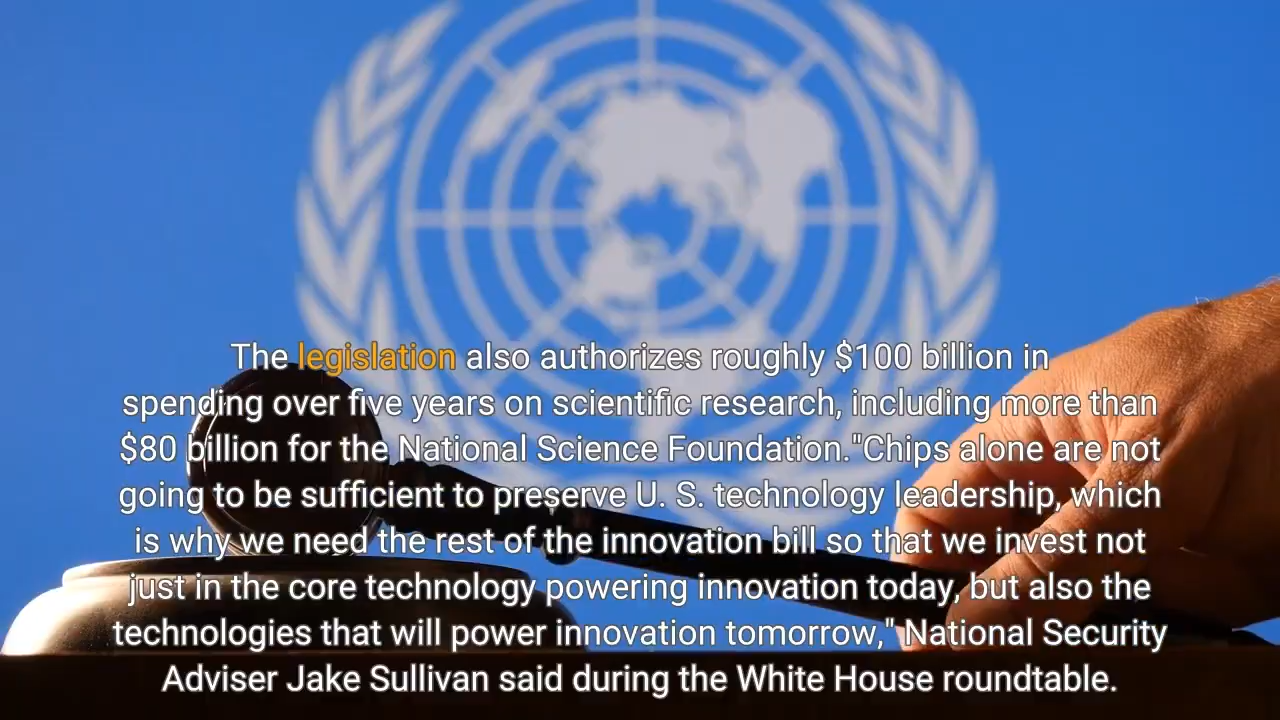 The legislation also authorizes roughly $100 billion in
spending over five years on scientific research, including more than
$80 billion for the National Science Foundation."Chips alone are not
going to be sufficient to preserve U. S. technology leadership, which
is why we need the rest of the innovation bill so that we invest not
just in the core technology powering innovation today, but also the
technologies that will power innovation tomorrow," National Security
Adviser Jake Sullivan said during the White House roundtable.